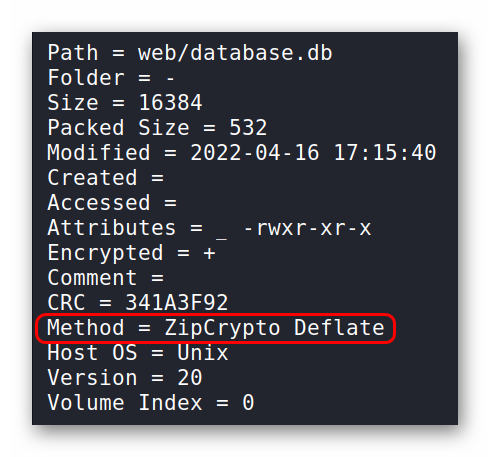 Path = web/database.db
Folder = -
Size = 16384
Packed Size = 532
Modified = 2022-04-16 17:15:40
Created =
Accessed =
Attributes = _ -rwxr-xr-x
Encrypted = +
Comment =
CRC = 341A3F92
Method = ZipCrypto Deflate
Host OS = Unix
Version = 20
Volume Index = 0